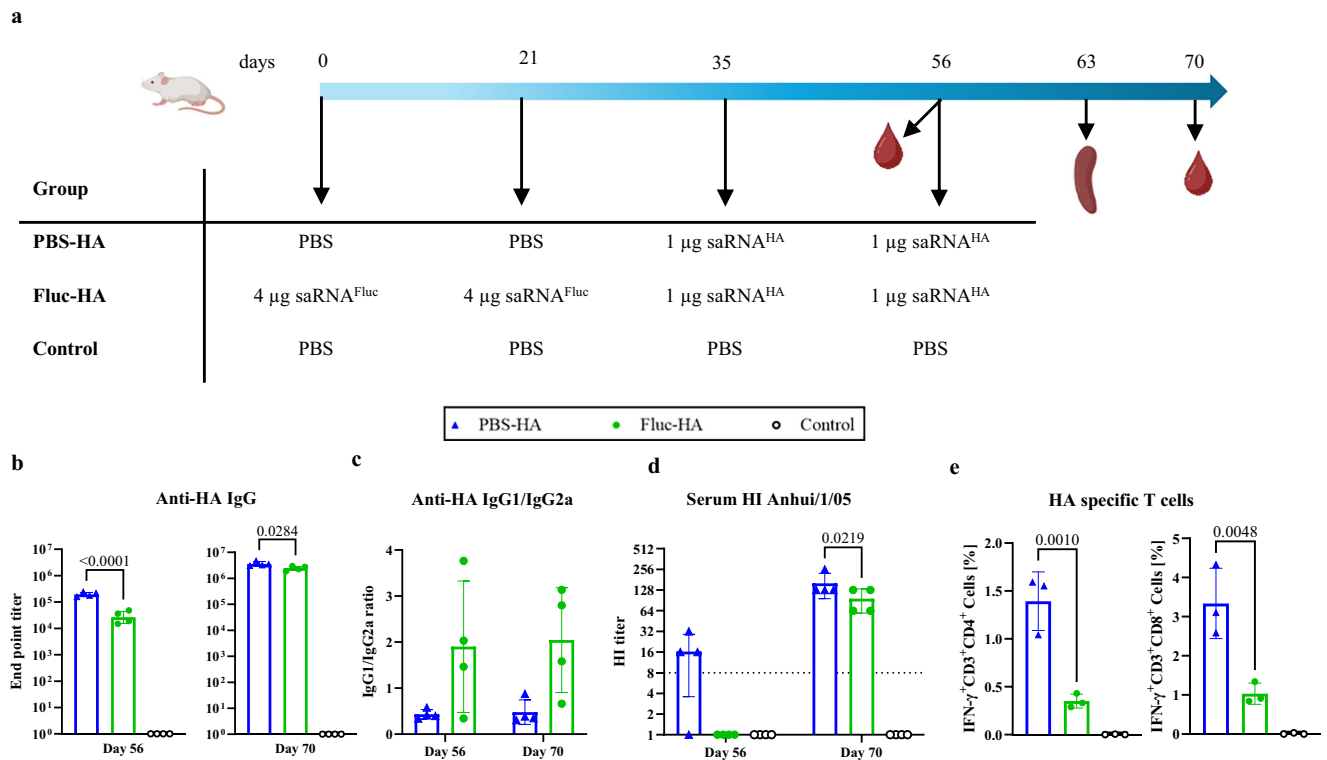 a
days 0 21 35 56 63 70
Group
PBS-HA PBS PBS 1 µg saRNA^HA 1 µg saRNA^HA
Fluc-HA 4 µg saRNA^Fluc 4 µg saRNA^Fluc 1 µg saRNA^HA 1 µg saRNA^HA
Control PBS PBS PBS PBS
PBS-HA Fluc-HA Control
b
Anti-HA IgG
End point titer
10^7
10^6
10^5
10^4
10^3
10^2
10^1
10^0
<0.0001
Day 56
10^7
10^6
10^5
10^4
10^3
10^2
10^1
10^0
0.0284
Day 70
c
Anti-HA IgG1/IgG2a
IgG1/IgG2a ratio
4
3
2
1
0
Day 56 Day 70
d
Serum HI Anhui/1/05
HI titer
512
256
128
64
32
16
8
4
2
1
0.0219
Day 56 Day 70
e
HA specific T cells
IFN-γ+CD3+CD4+ Cells [%]
2.0
1.5
1.0
0.5
0.0
0.0010
IFN-γ+CD3+CD8+ Cells [%]
5
4
3
2
1
0
0.0048